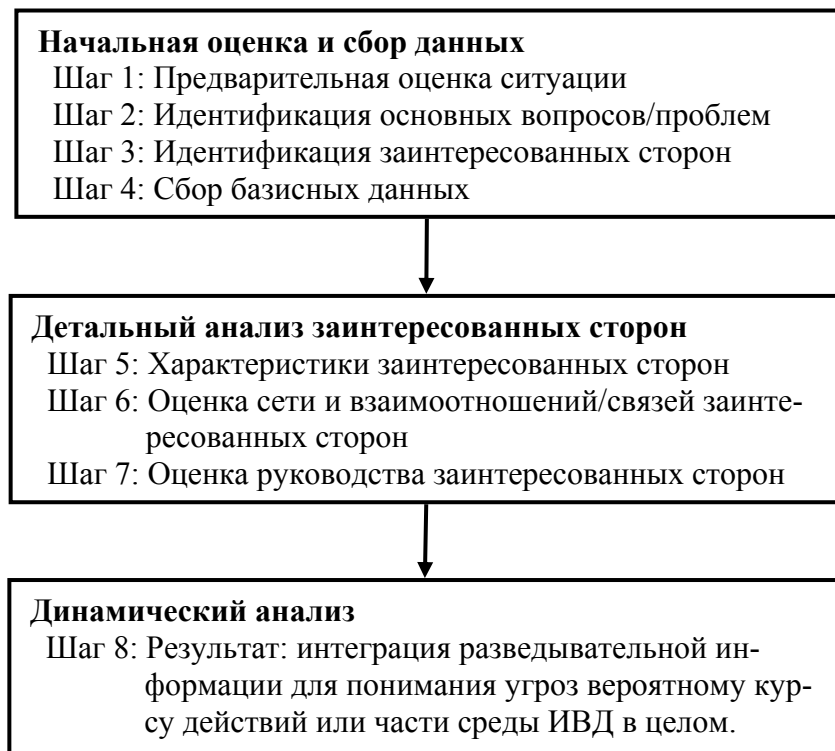 Начальная оценка и сбор данных
Шаг 1: Предварительная оценка ситуации
Шаг 2: Идентификация основных вопросов/проблем
Шаг 3: Идентификация заинтересованных сторон
Шаг 4: Сбор базисных данных
Детальный анализ заинтересованных сторон
Шаг 5: Характеристики заинтересованных сторон
Шаг 6: Оценка сети и взаимоотношений/связей заинте-
ресованных сторон
Шаг 7: Оценка руководства заинтересованных сторон
Динамический анализ
Шаг 8: Результат: интеграция разведывательной ин-
формации для понимания угроз вероятному кур-
су действий или части среды ИВД в целом.